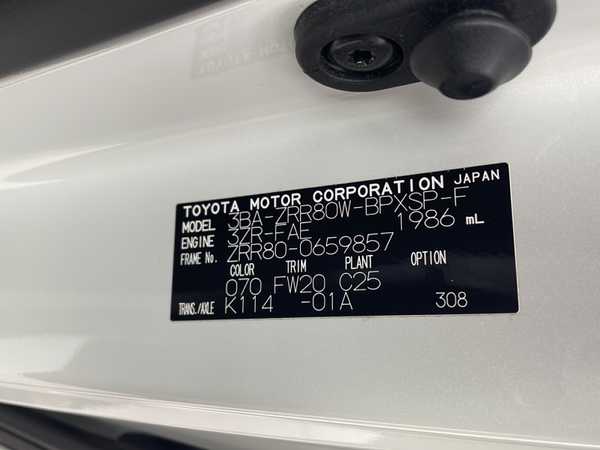 TOYOTA MOTOR CORPORATION JAPAN
MODEL 3BA-ZRR80W-BPXSP-F
ENGINE 3ZR-FAE 1986 mL
FRAME No. ZRR80-0659857
COLOR TRIM PLANT OPTION
070 FW20 C25
TRANS./AXLE K114 -01A 308